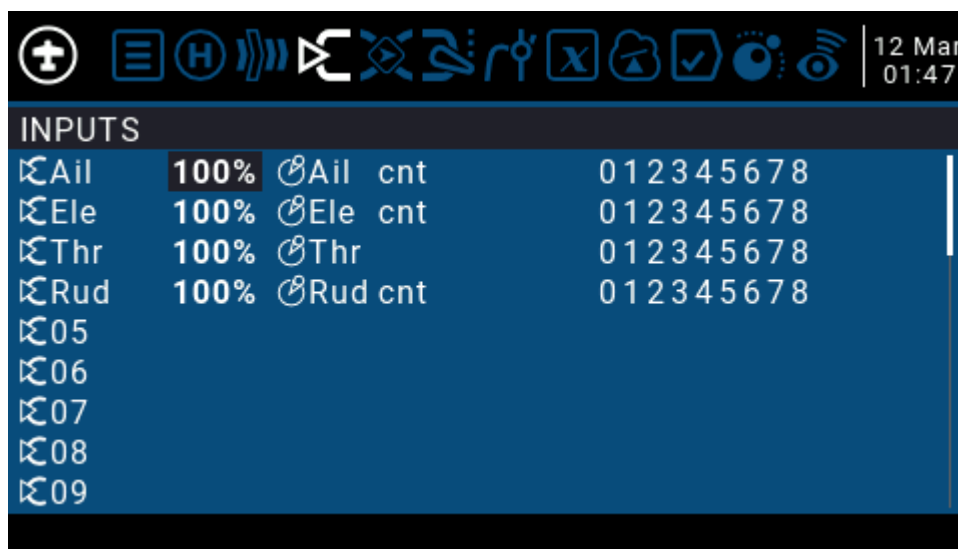 H
x
12 Mar
01:47
INPUTS
Ail 100% Ail cnt 012345678
Ele 100% Ele cnt 012345678
Thr 100% Thr 012345678
Rud 100% Rud cnt 012345678
05
06
07
08
09